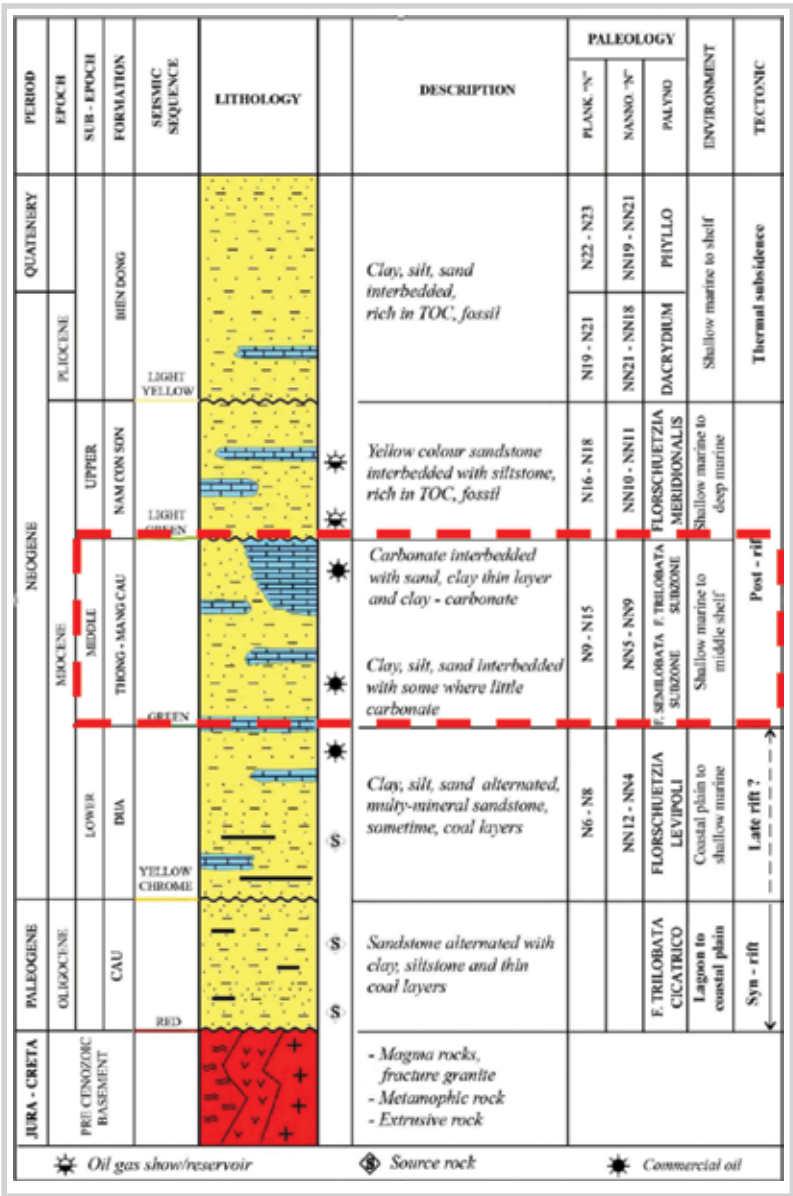 PERIOD
EPOCH
SUB - EPOCH
FORMATION
SEISMIC
SEQUENCE
LITHOLOGY
DESCRIPTION
PALEOLOGY
PLANK. "N"
NANNO. "N"
PALYNO
ENVIRONMENT
TECTONIC
QUATENERY
BIEN DONG
Clay, silt, sand
interbedded,
rich in TOC, fossil
N22 - N23
NN19 - NN21
PHYLLO
Shallow marine to shelf
Thermal subsidence
NEOGENE
PLIOCENE
LIGHT
YELLOW
N19 - N21
NN21 - NN18
DACRYDIUM
MIOCENE
UPPER
NAM CON SON
LIGHT
GREEN
Yellow colour sandstone
interbedded with siltstone,
rich in TOC, fossil
N16 - N18
NN10 - NN11
FLORSCHUETZIA
MERIDIONALIS
Shallow marine to
deep marine
MIDDLE
THONG - MANG CAU
GREEN
Carbonate interbedded
with sand, clay thin layer
and clay - carbonate
Clay, silt, sand interbedded
with some where little
carbonate
N9 - N15
NN5 - NN9
F. TRILOBATA
SUBZONE
F. SEMILOBATA
SUBZONE
Shallow marine to
middle shelf
Post - rift
LOWER
DUA
YELLOW
CHROME
S
Clay, silt, sand alternated,
multy-mineral sandstone,
sometime, coal layers
N6 - N8
NN12 - NN4
FLORSCHUETZIA
LEVIPOLI
Coastal plain to
shallow marine
Late rift ?
PALEOGENE
OLIGOCENE
CAU
RED
S
S
Sandstone alternated with
clay, siltstone and thin
coal layers
F. TRILOBATA
CICATRICO
Lagoon to
coastal plain
Syn - rift
JURA - CRETA
PRE CENOZOIC
BASEMENT
- Magma rocks,
fracture granite
- Metamophic rock
- Extrusive rock
Oil gas show/reservoir
S Source rock
Commercial oil